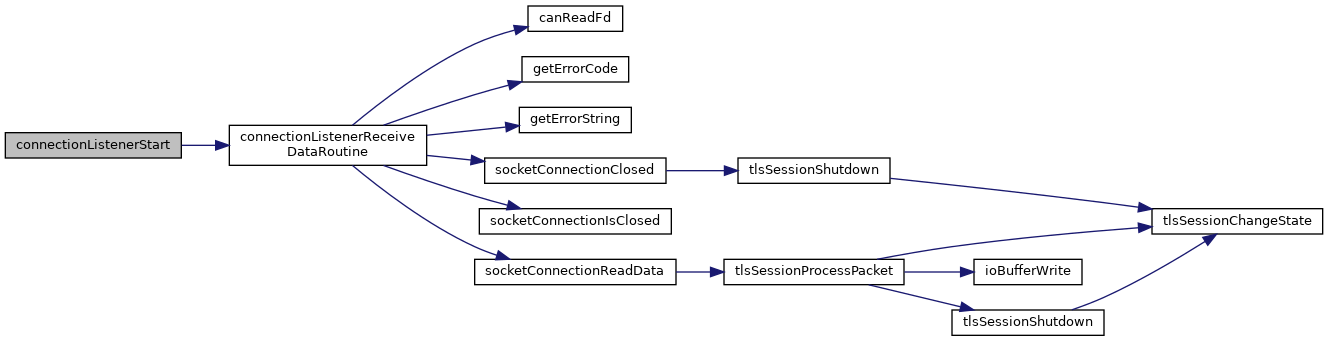 connectionListenerStart
connectionListenerReceive
DataRoutine
canReadFd
getErrorCode
getErrorString
socketConnectionClosed
socketConnectionIsClosed
socketConnectionReadData
tlsSessionShutdown
tlsSessionProcessPacket
tlsSessionChangeState
ioBufferWrite
tlsSessionShutdown